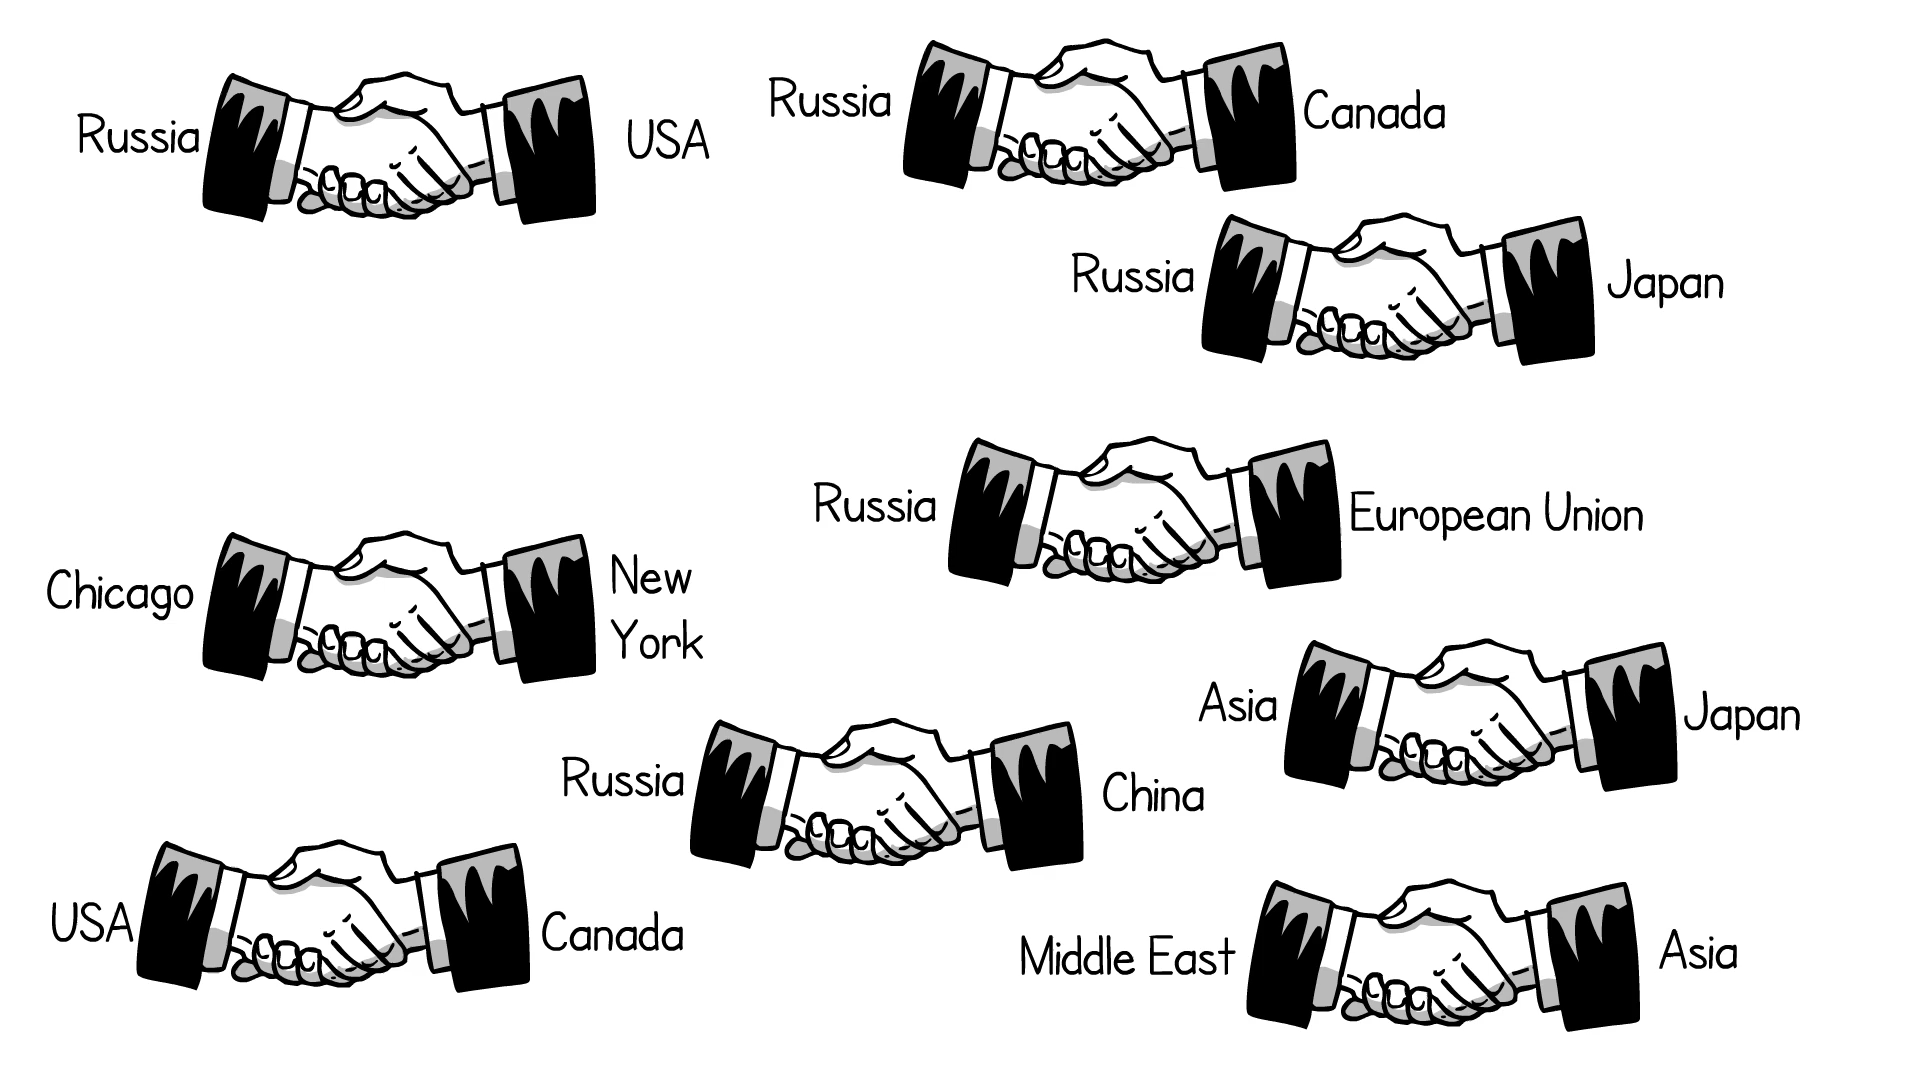 Russia
USA
Russia
Canada
Russia
Japan
Russia
European Union
Chicago
New
York
Asia
Japan
Russia
China
USA
Canada
Middle East
Asia